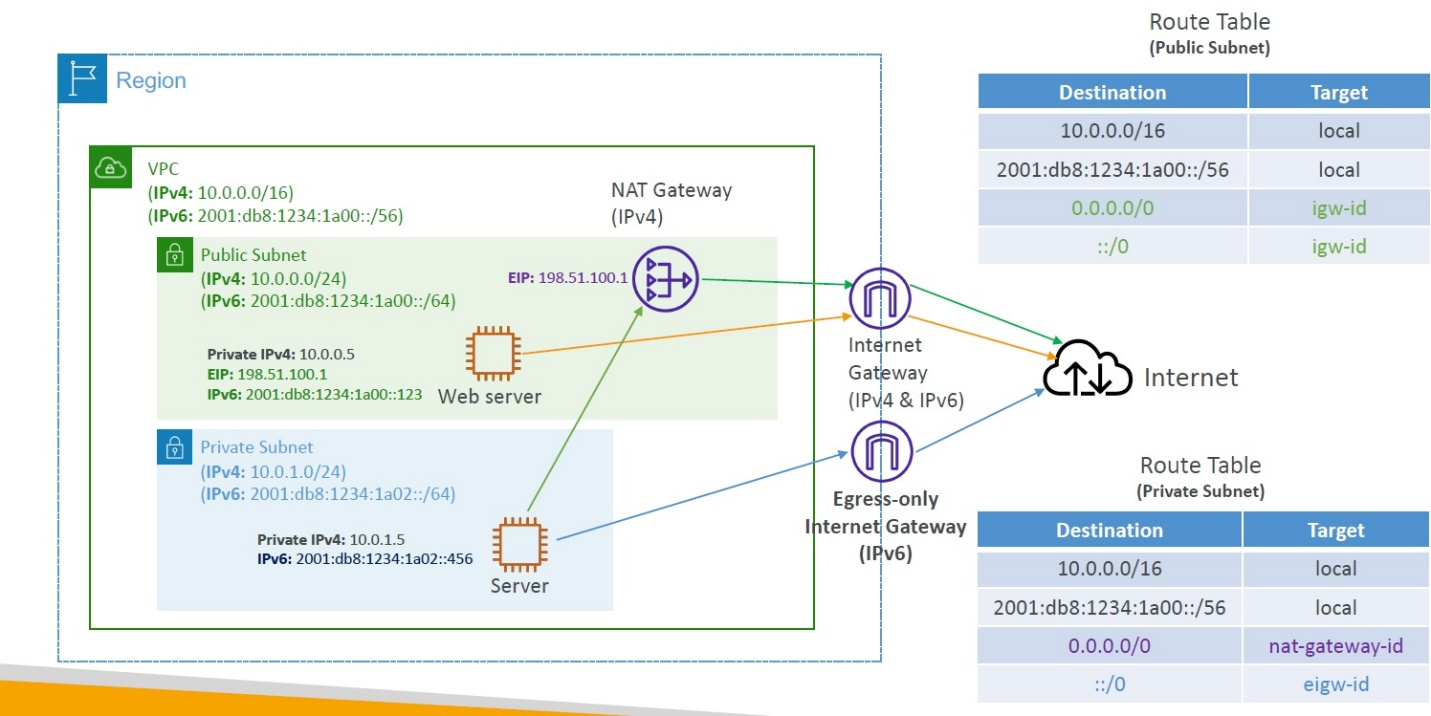 Region
VPC
(IPv4: 10.0.0.0/16)
(IPv6: 2001:db8:1234:1a00::/56)
NAT Gateway
(IPv4)
Public Subnet
(IPv4: 10.0.0.0/24)
(IPv6: 2001:db8:1234:1a00::/64)
EIP: 198.51.100.1
Private IPv4: 10.0.0.5
EIP: 198.51.100.1
IPv6: 2001:db8:1234:1a00::123
Web server
Private Subnet
(IPv4: 10.0.1.0/24)
(IPv6: 2001:db8:1234:1a02::/64)
Private IPv4: 10.0.1.5
IPv6: 2001:db8:1234:1a02::456
Server
Internet
Gateway
(IPv4 & IPv6)
Egress-only
Internet Gateway
(IPv6)
Internet
Route Table
(Public Subnet)
Destination Target
10.0.0.0/16 local
2001:db8:1234:1a00::/56 local
0.0.0.0/0 igw-id
::/0 igw-id
Route Table
(Private Subnet)
Destination Target
10.0.0.0/16 local
2001:db8:1234:1a00::/56 local
0.0.0.0/0 nat-gateway-id
::/0 eigw-id